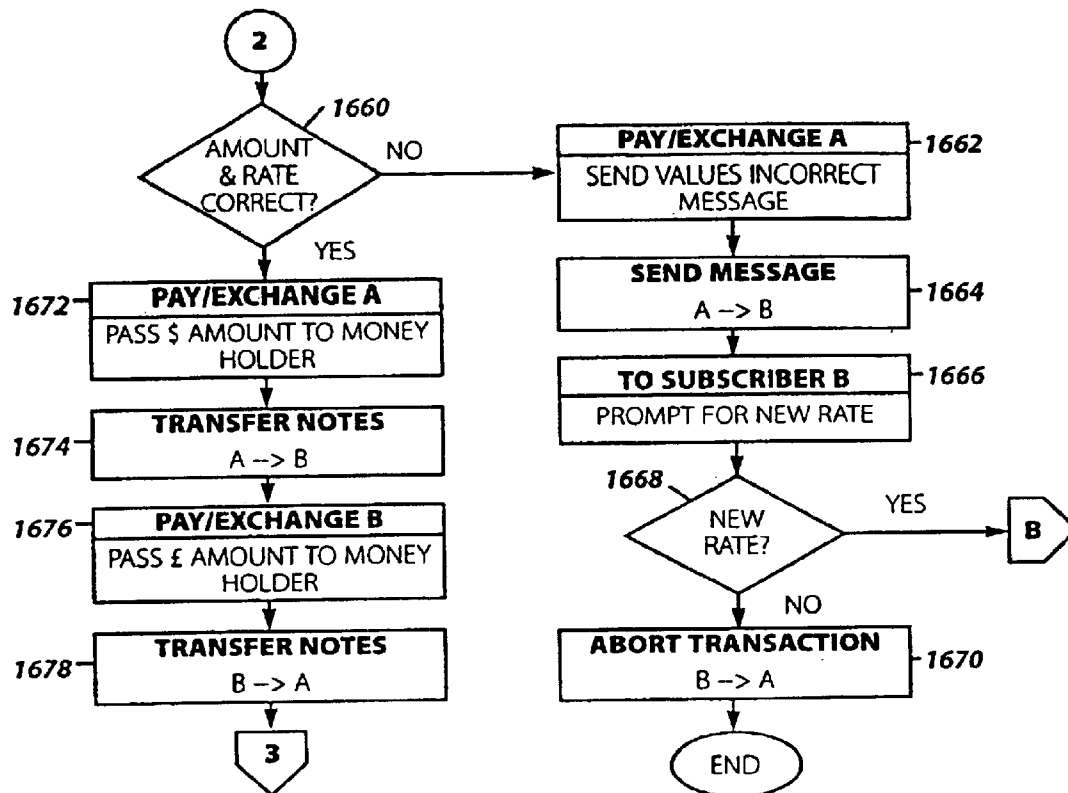 2
1660
AMOUNT
& RATE
CORRECT?
NO
YES
1672
PAY/EXCHANGE A
PASS $ AMOUNT TO MONEY
HOLDER
1674
TRANSFER NOTES
A --> B
1676
PAY/EXCHANGE B
PASS £ AMOUNT TO MONEY
HOLDER
1678
TRANSFER NOTES
B --> A
3
PAY/EXCHANGE A
1662
SEND VALUES INCORRECT
MESSAGE
SEND MESSAGE
1664
A --> B
TO SUBSCRIBER B
1666
PROMPT FOR NEW RATE
1668
NEW
RATE?
YES
B
NO
ABORT TRANSACTION
1670
B --> A
END